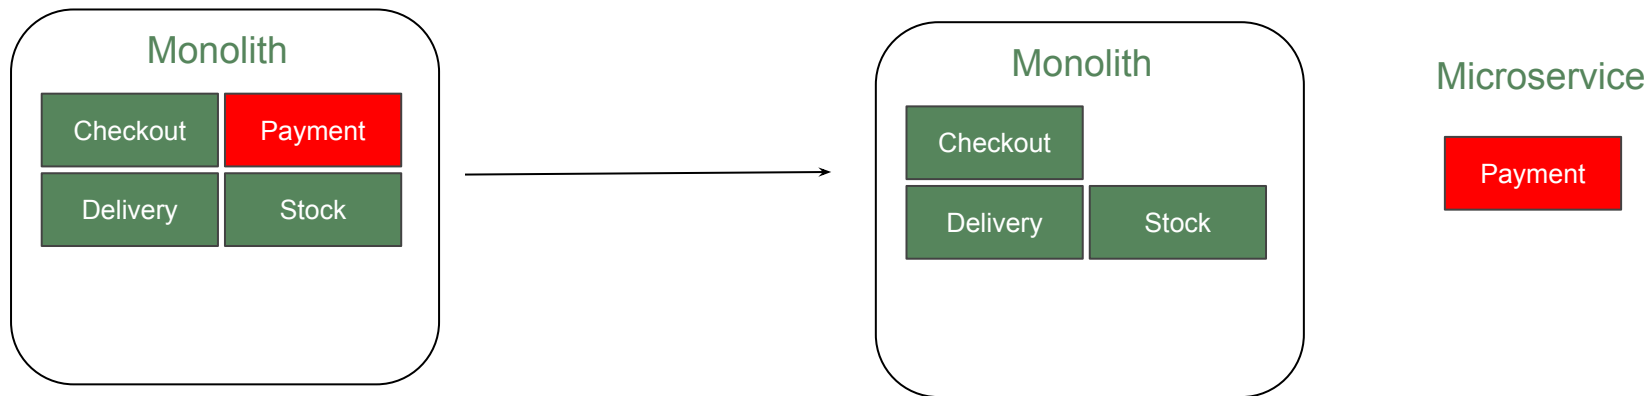 Monolith
Checkout
Payment
Delivery
Stock
Monolith
Checkout
Delivery
Stock
Microservice
Payment